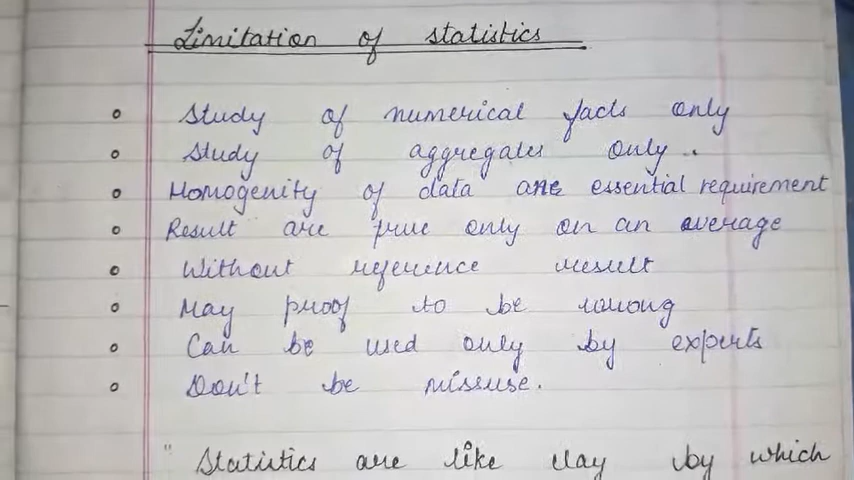 Limitation of statistics
• Study of numerical facts only
• Study of aggregates only..
• Homogenity of data are essential requirement
• Result are true only on an average
• Without reference result
• May proof to be wrong
• Can be used only by experts
• Don't be missuse.
" Statistics are like clay by which